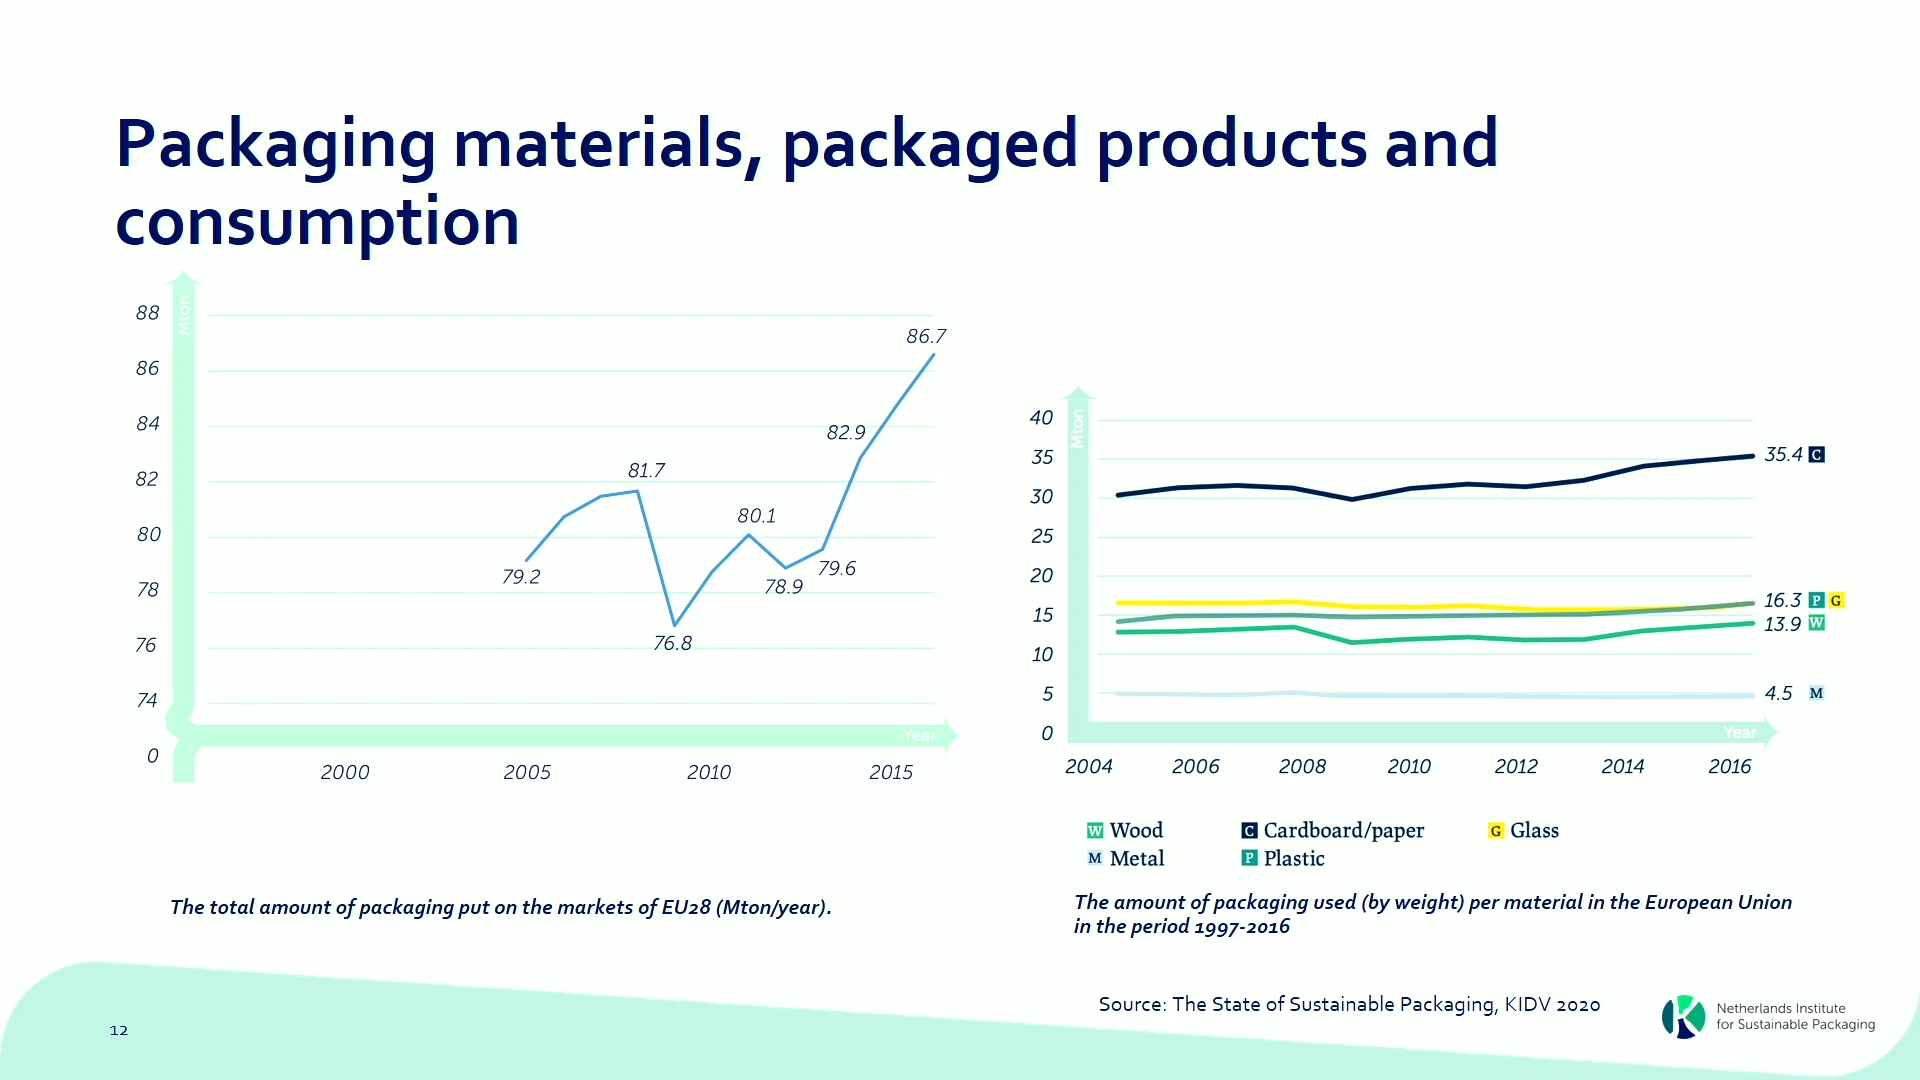 Packaging materials, packaged products and
consumption
Mton
88
86
84
82
80
78
76
74
0
79.2
81.7
76.8
80.1
78.9
79.6
82.9
86.7
Year
2000 2005 2010 2015
The total amount of packaging put on the markets of EU28 (Mton/year).
Mton
40
35
30
25
20
15
10
5
0
35.4 C
16.3 P G
13.9 W
4.5 M
Year
2004 2006 2008 2010 2012 2014 2016
W Wood C Cardboard/paper G Glass
M Metal P Plastic
The amount of packaging used (by weight) per material in the European Union
in the period 1997-2016
Source: The State of Sustainable Packaging, KIDV 2020
K
Netherlands Institute
for Sustainable Packaging
12